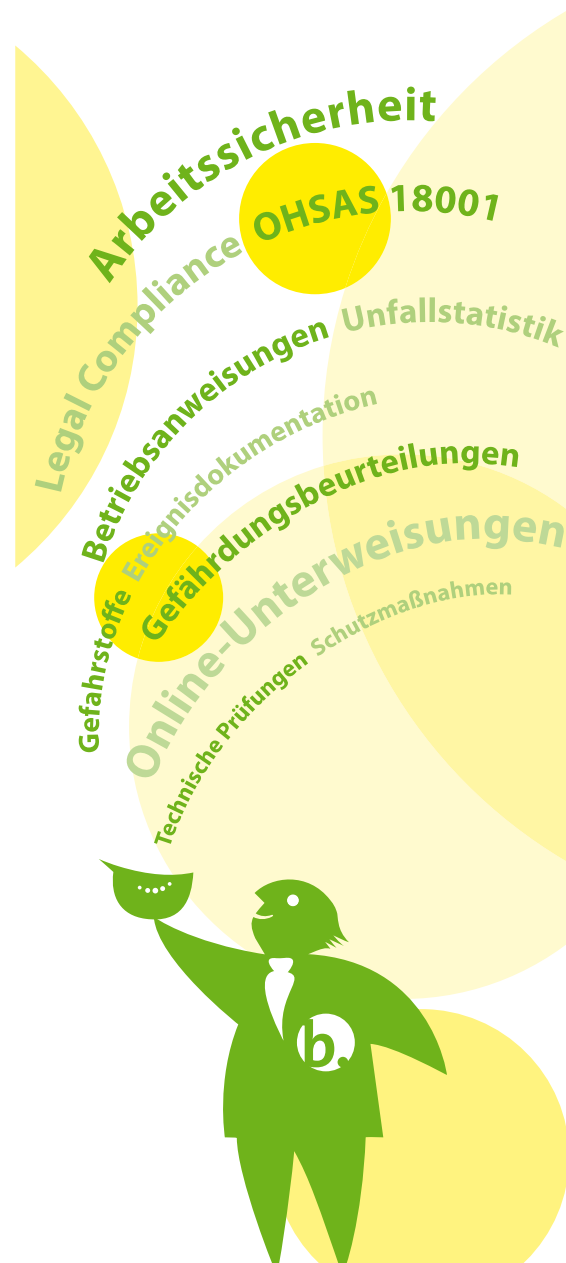 Arbeitssicherheit
Legal Compliance OHSAS 18001
Betriebsanweisungen Unfallstatistik
Gefahrstoffe Ereignisdokumentation
Gefährdungsbeurteilungen
Online-Unterweisungen
Technische Prüfungen Schutzmaßnahmen
b.